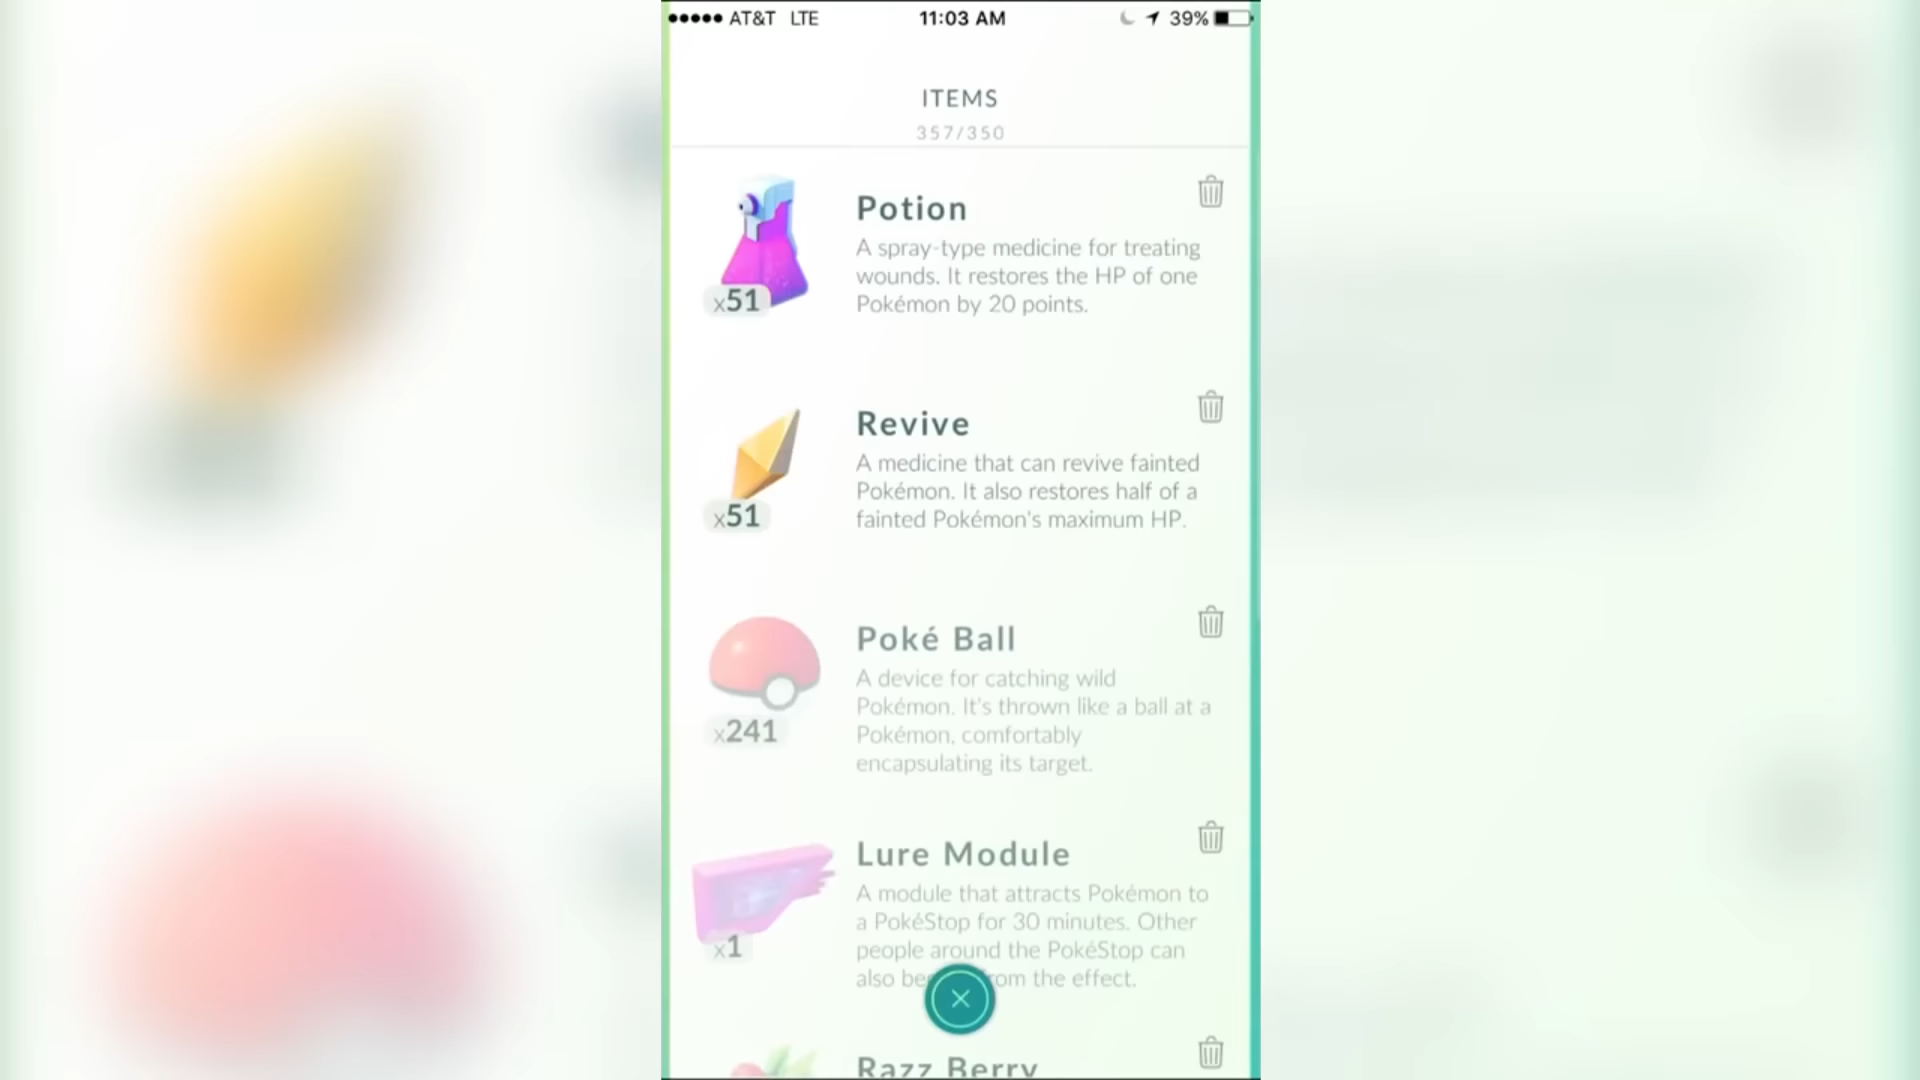 AT&T LTE 11:03 AM 39%
ITEMS
357/350
Potion
A spray-type medicine for treating
wounds. It restores the HP of one
Pokémon by 20 points.
x51
Revive
A medicine that can revive fainted
Pokémon. It also restores half of a
fainted Pokémon's maximum HP.
x51
Poké Ball
A device for catching wild
Pokémon. It's thrown like a ball at a
Pokémon, comfortably
encapsulating its target.
x241
Lure Module
A module that attracts Pokémon to
a PokéStop for 30 minutes. Other
people around the PokéStop can
also be om the effect.
x1
Razz Berry